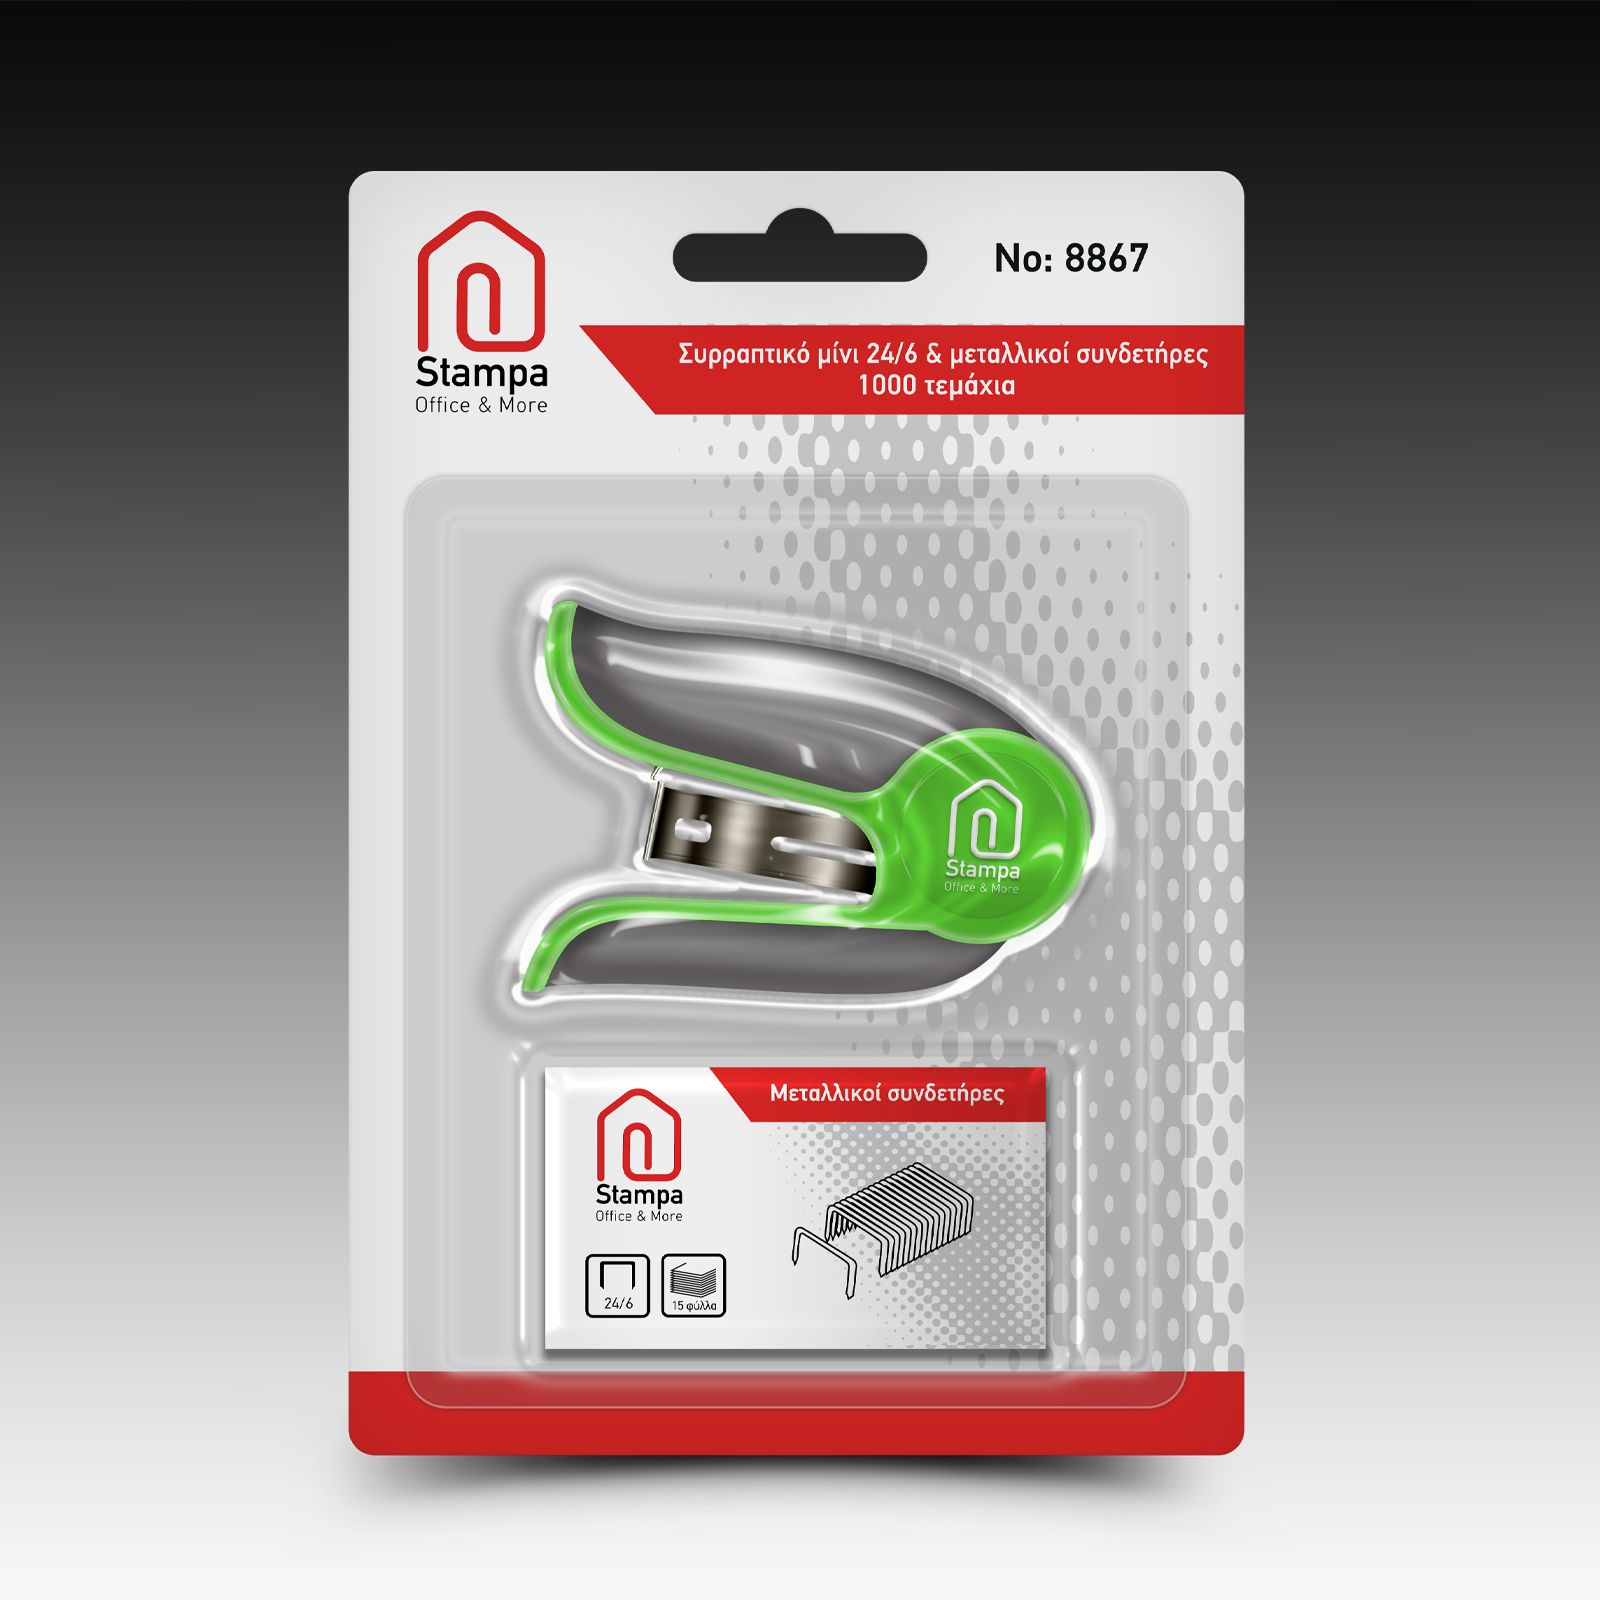 Stampa
Office & More
No: 8867
Συρραπτικό μίνι 24/6 & μεταλλικοί συνδετήρες
1000 τεμάχια
Stampa
Office & More
Μεταλλικοί συνδετήρες
Stampa
Office & More
24/6
15 φύλλα